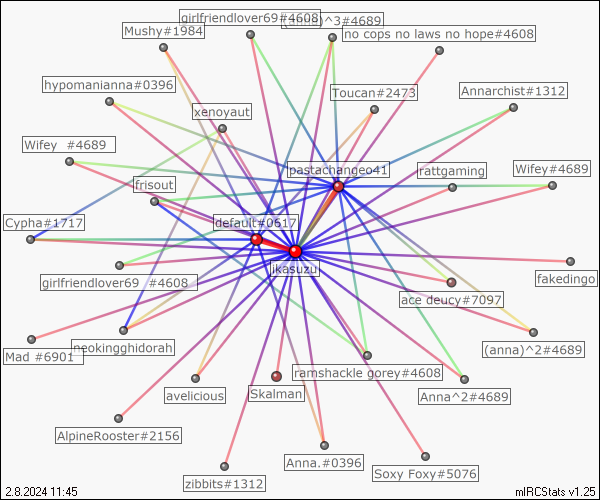 girlfriendlover69#4608
(anna)^3#4689
Mushy#1984
no cops no laws no hope#4608
hypomanianna#0396
Toucan#2473
Annarchist#1312
xenoyaut
Wifey #4689
pastachangeo41
rattgaming
Wifey#4689
frisout
Cypha#1717
default#0617
jkasuzu
fakedingo
girlfriendlover69 #4608
ace deucy#7097
Mad #6901
neokingghidorah
(anna)^2#4689
ramshackle gorey#4608
avelicious
Skalman
Anna^2#4689
AlpineRooster#2156
Anna.#0396
Soxy Foxy#5076
zibbits#1312
2.8.2024 11:45
mIRCStats v1.25